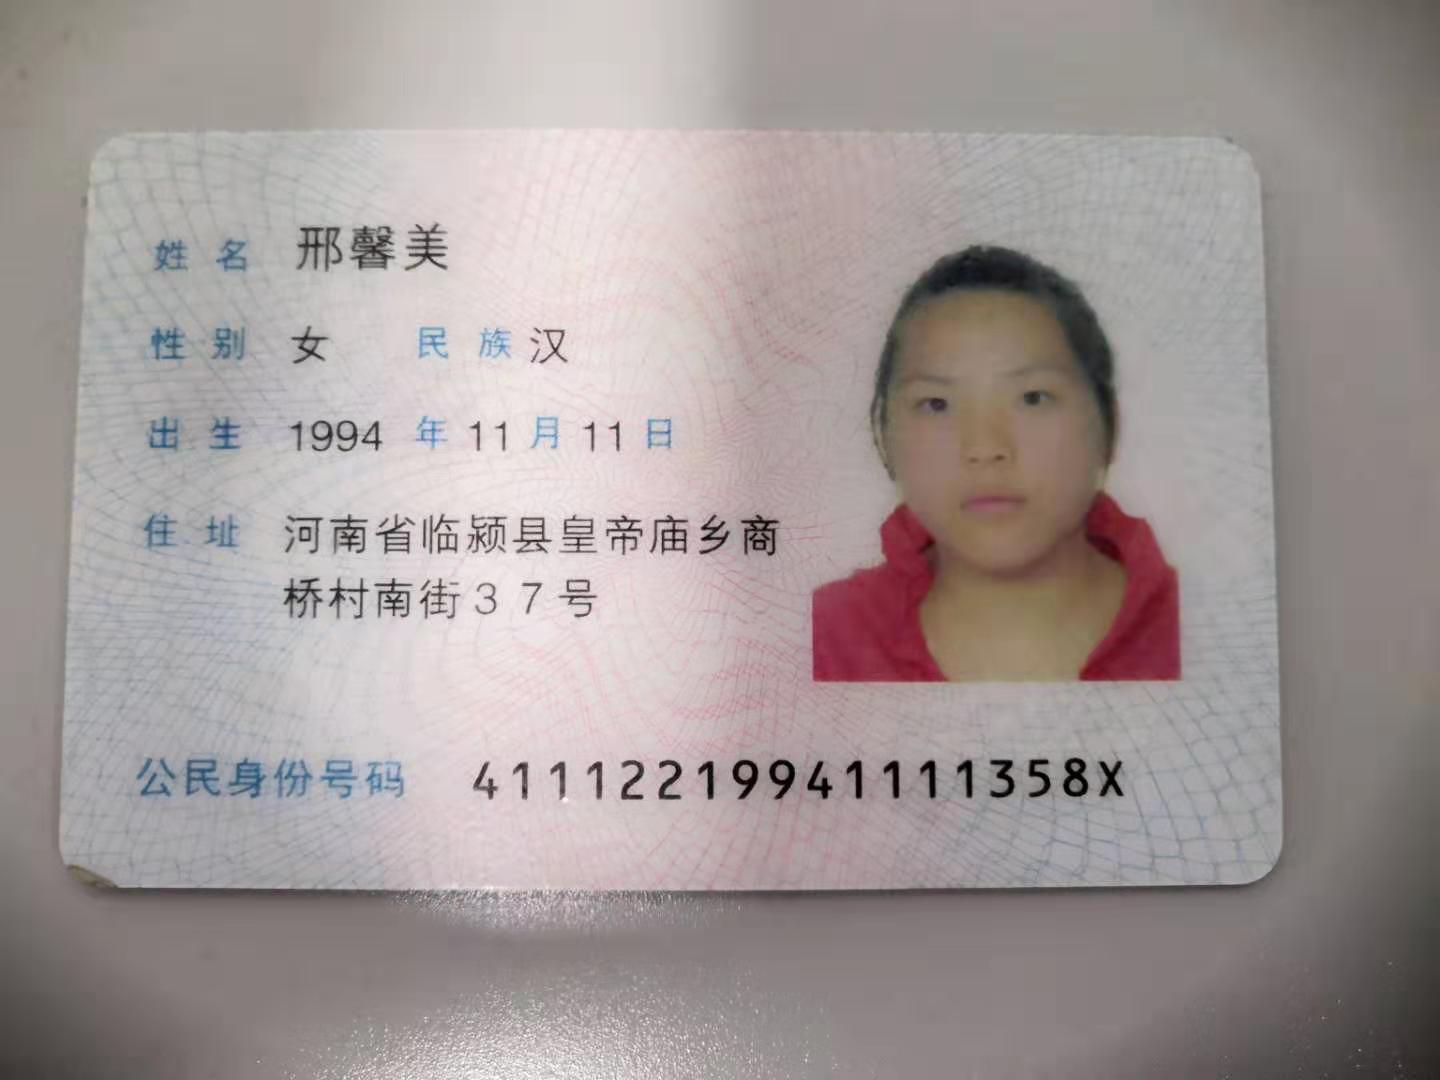 姓名 邢馨美
性别 女 民族 汉
出生 1994 年 11 月 11 日
住址 河南省临颍县皇帝庙乡商
桥村南街37号
公民身份号码 41112219941111358X